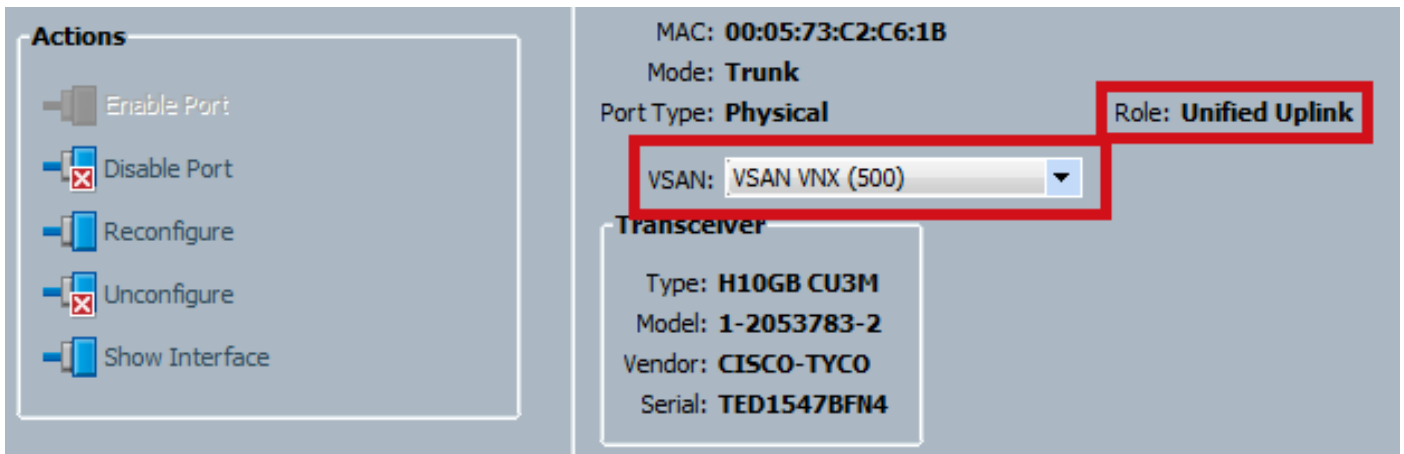 Actions
Enable Port
Disable Port
Reconfigure
Unconfigure
Show Interface
MAC: 00:05:73:C2:C6:1B
Mode: Trunk
Port Type: Physical
Role: Unified Uplink
VSAN: VSAN VNX (500)
Transceiver
Type: H10GB CU3M
Model: 1-2053783-2
Vendor: CISCO-TYCO
Serial: TED1547BFN4